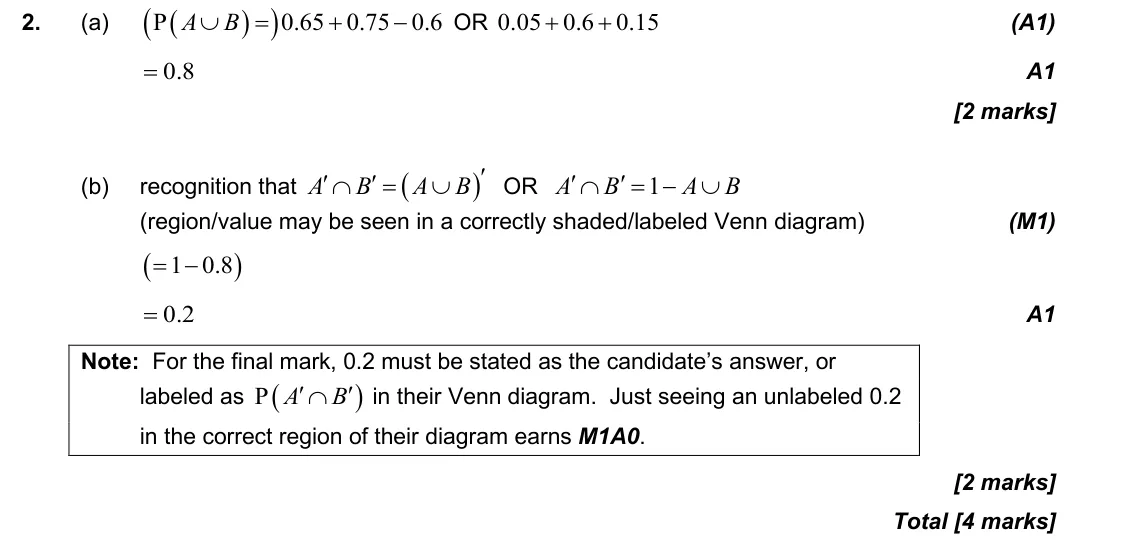 2. (a) (P(A∪B)=)0.65+0.75−0.6 OR 0.05+0.6+0.15 (A1)
=0.8 A1
[2 marks]
(b) recognition that A′∩B′=(A∪B)′ OR A′∩B′=1−A∪B
(region/value may be seen in a correctly shaded/labeled Venn diagram) (M1)
(=1−0.8)
=0.2 A1
Note: For the final mark, 0.2 must be stated as the candidate's answer, or
labeled as P(A′∩B′) in their Venn diagram. Just seeing an unlabeled 0.2
in the correct region of their diagram earns M1A0.
[2 marks]
Total [4 marks]